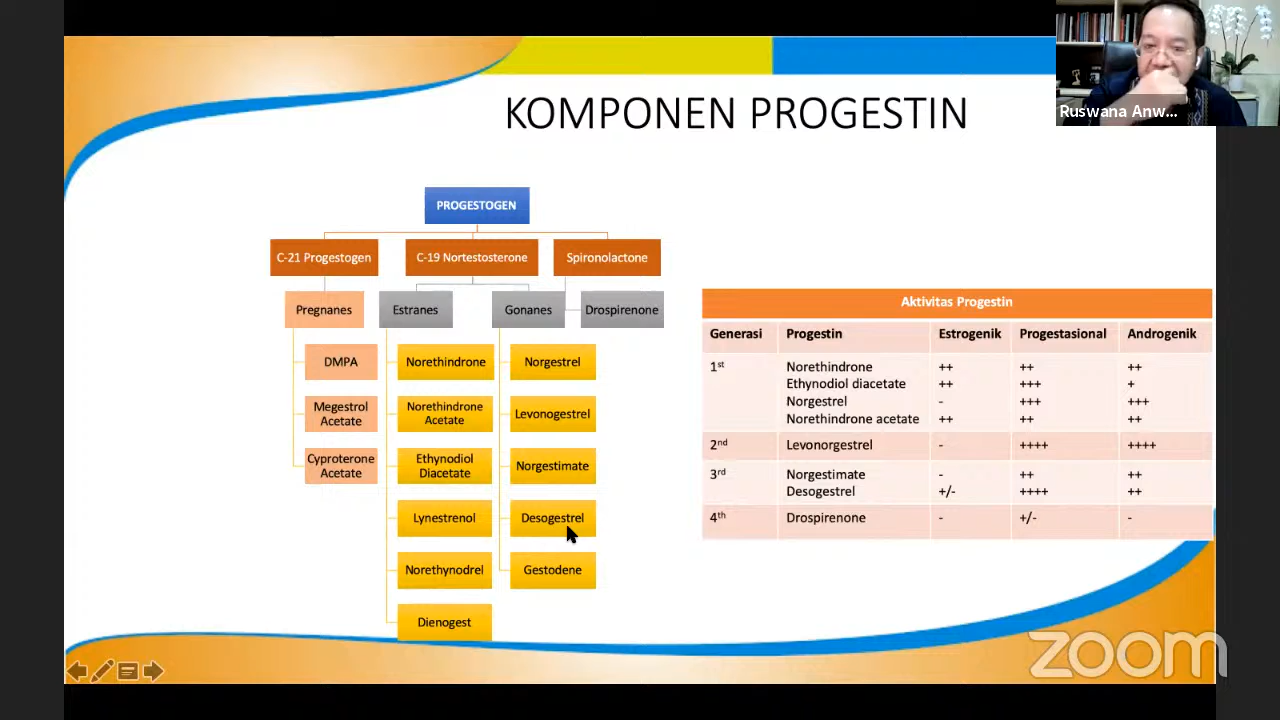 KOMPONEN PROGESTIN
Ruswana Anw...
PROGESTOGEN
C-21 Progestogen
C-19 Nortestosterone
Spironolactone
Pregnanes
Estranes
Gonanes
Drospirenone
DMPA
Megestrol
Acetate
Cyproterone
Acetate
Norethindrone
Norethindrone
Acetate
Ethynodiol
Diacetate
Lynestrenol
Norethynodrel
Dienogest
Norgestrel
Levonogestrel
Norgestimate
Desogestrel
Gestodene
Aktivitas Progestin
Generasi Progestin Estrogenik Progestasional Androgenik
1st Norethindrone ++ ++ ++
Ethynodiol diacetate ++ +++ +
Norgestrel - +++ +++
Norethindrone acetate ++ ++ ++
2nd Levonorgestrel - ++++ ++++
3rd Norgestimate - ++ ++
Desogestrel +/- ++++ ++
4th Drospirenone - +/- -
zoom